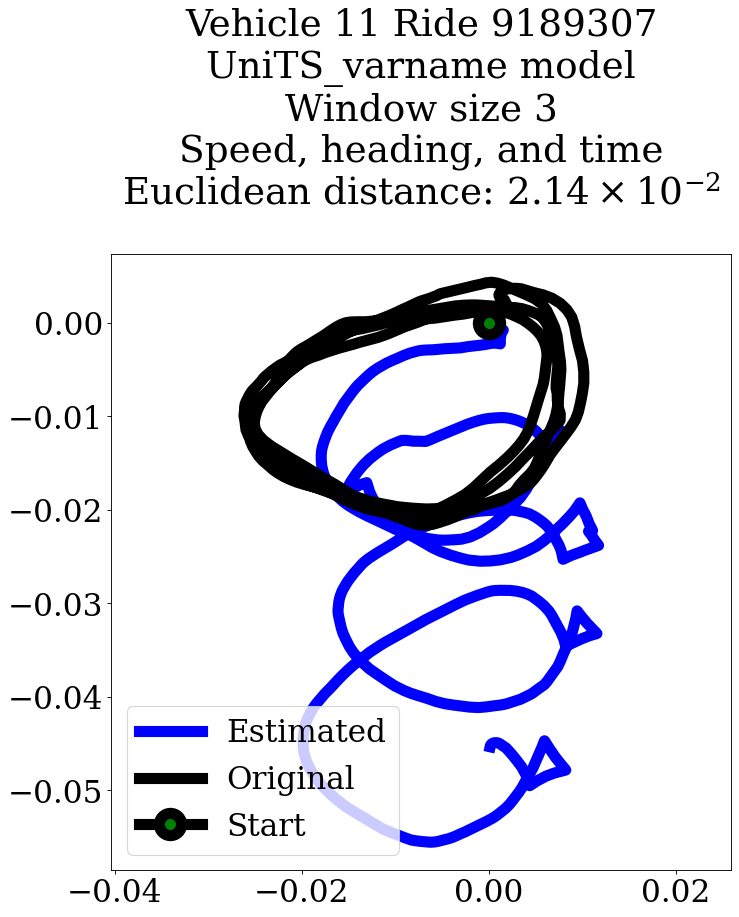 Vehicle 11 Ride 9189307
UniTS_varname model
Window size 3
Speed, heading, and time
Euclidean distance: 2.14 × 10⁻²
0.00
−0.01
−0.02
−0.03
−0.04
−0.05
Estimated
Original
Start
−0.04 −0.02 0.00 0.02